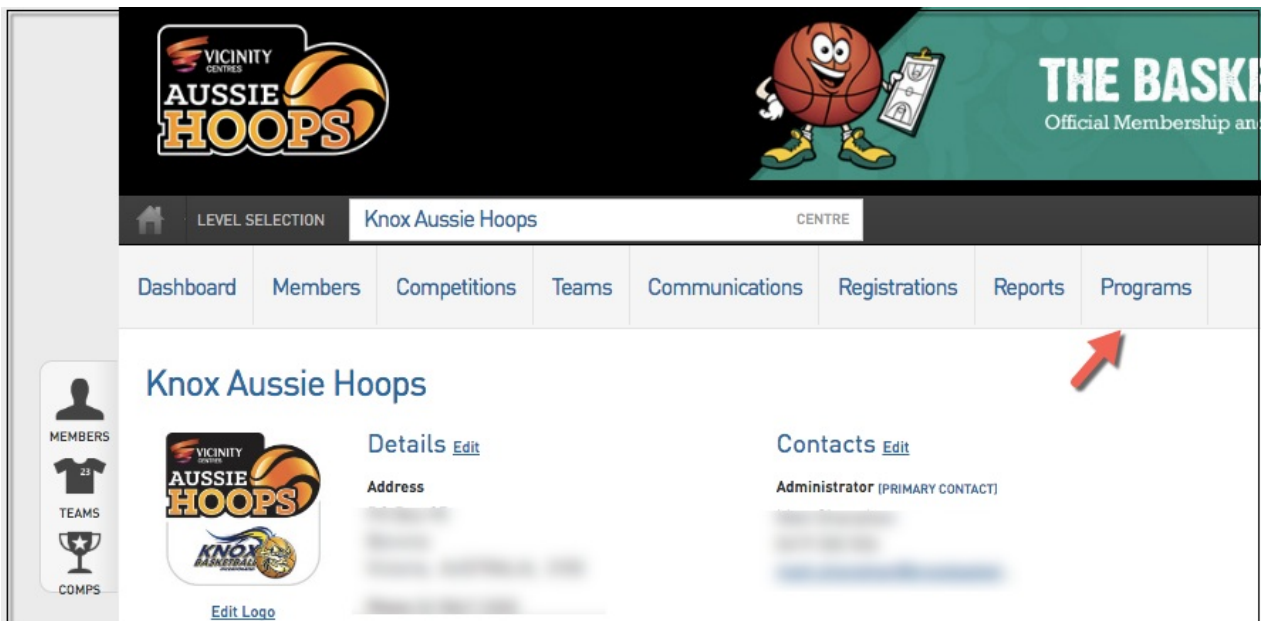 VICINITY
CENTRES
AUSSIE
HOOPS
THE BASKE
Official Membership an
LEVEL SELECTION
Knox Aussie Hoops
CENTRE
Dashboard Members Competitions Teams Communications Registrations Reports Programs
Knox Aussie Hoops
MEMBERS
23
TEAMS
COMPS
VICINITY
CENTRES
AUSSIE
HOOPS
KNOX
BASKETBALL
Edit Logo
Details Edit
Address
Contacts Edit
Administrator [PRIMARY CONTACT]